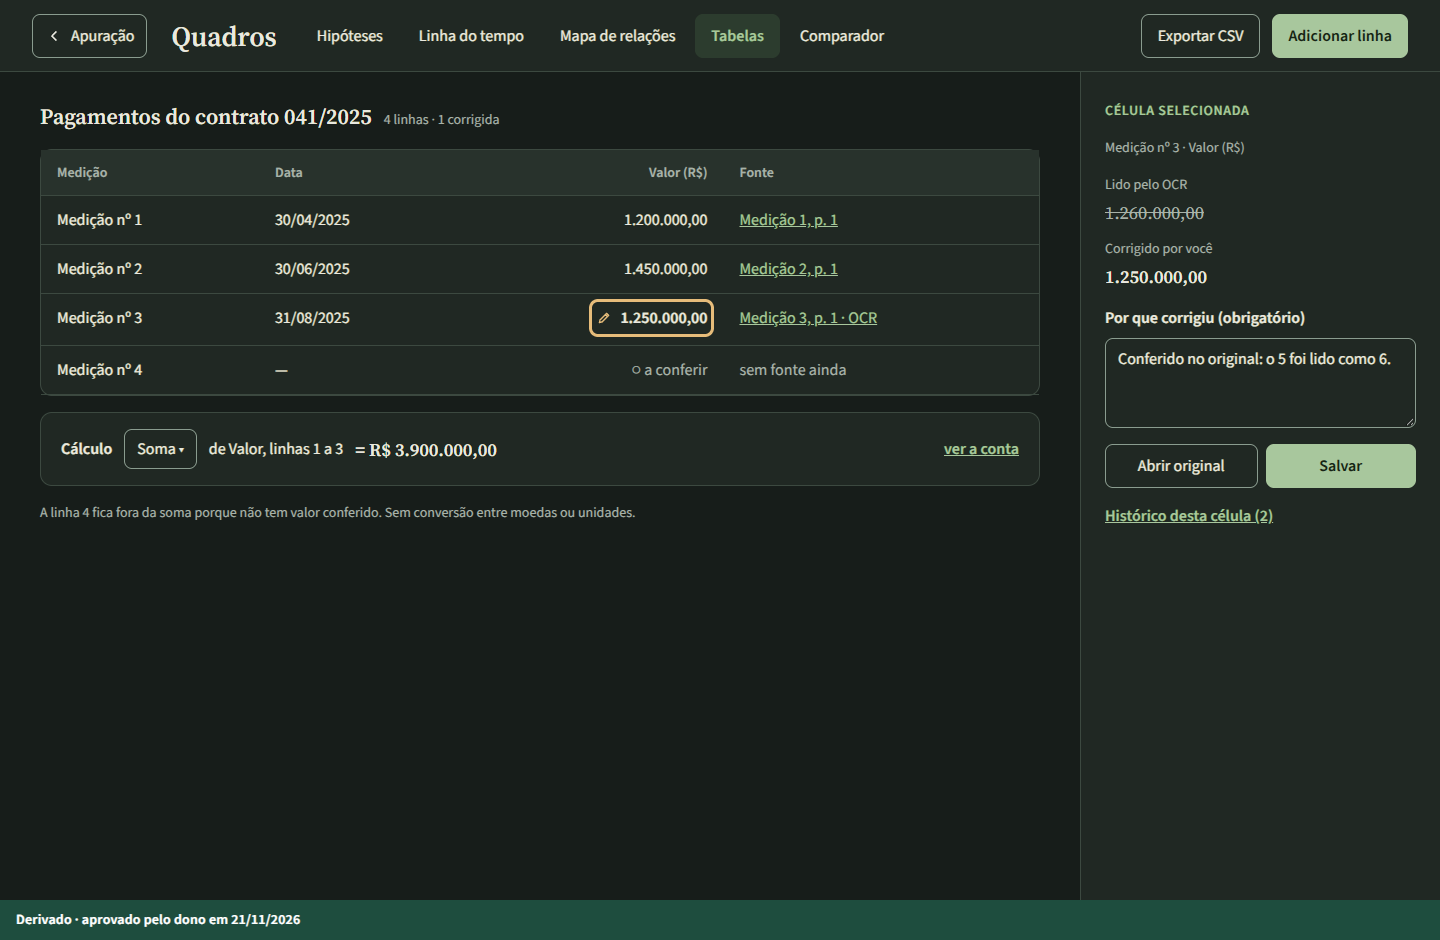 Apuração
Quadros
Hipóteses
Linha do tempo
Mapa de relações
Tabelas
Comparador
Exportar CSV
Adicionar linha
Pagamentos do contrato 041/2025 4 linhas · 1 corrigida
Medição Data Valor (R$) Fonte
Medição nº 1 30/04/2025 1.200.000,00 Medição 1, p. 1
Medição nº 2 30/06/2025 1.450.000,00 Medição 2, p. 1
Medição nº 3 31/08/2025 1.250.000,00 Medição 3, p. 1 · OCR
Medição nº 4 — ○ a conferir sem fonte ainda
Cálculo Soma ▾ de Valor, linhas 1 a 3 = R$ 3.900.000,00 ver a conta
A linha 4 fica fora da soma porque não tem valor conferido. Sem conversão entre moedas ou unidades.
CÉLULA SELECIONADA
Medição nº 3 · Valor (R$)
Lido pelo OCR
1.260.000,00
Corrigido por você
1.250.000,00
Por que corrigiu (obrigatório)
Conferido no original: o 5 foi lido como 6.
Abrir original
Salvar
Histórico desta célula (2)
Derivado · aprovado pelo dono em 21/11/2026